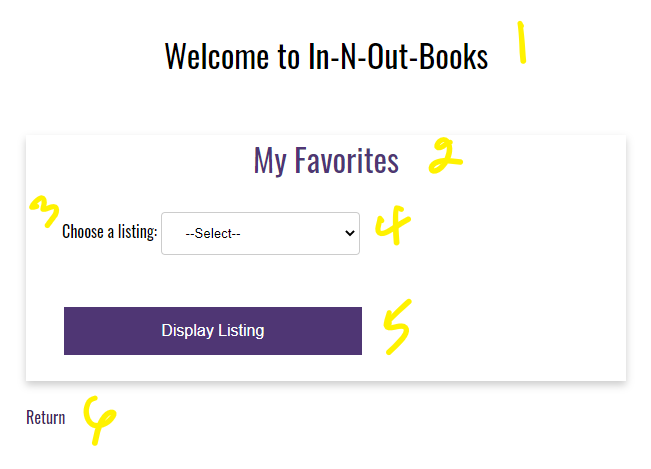 Welcome to In-N-Out-Books 1
My Favorites 2
3 Choose a listing: --Select-- 4
Display Listing 5
Return 6